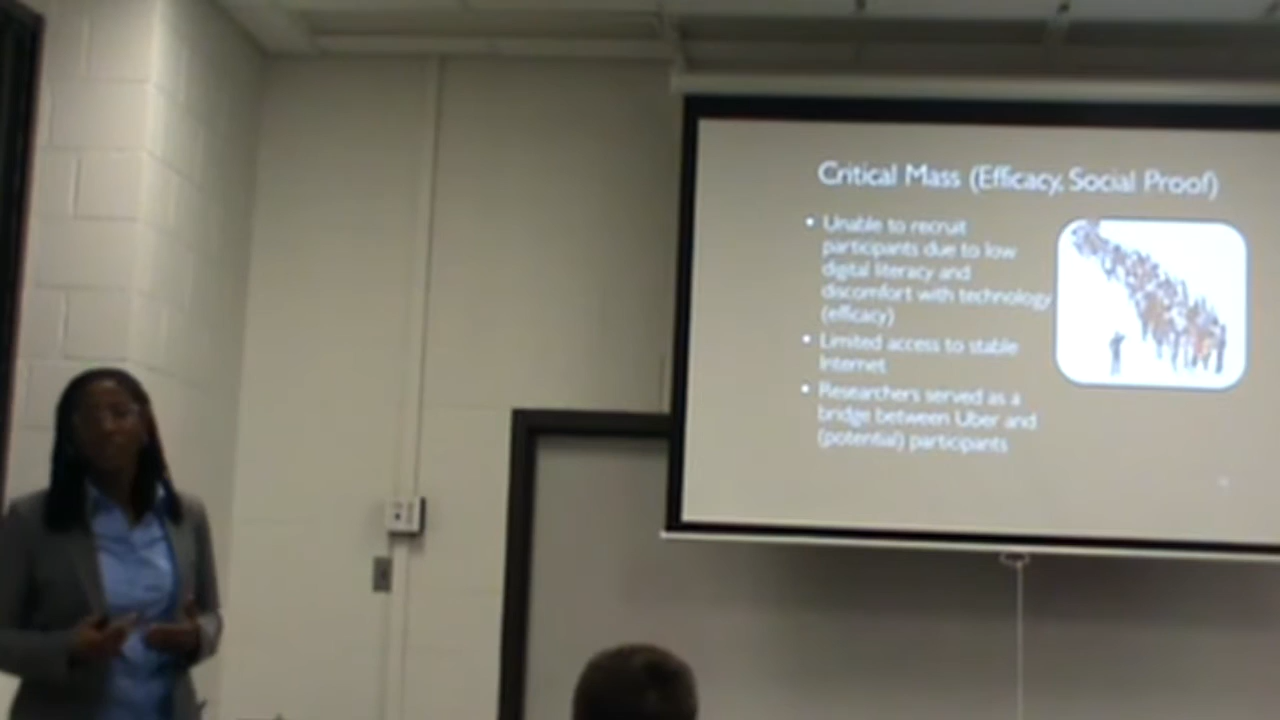 Critical Mass (Efficacy, Social Proof)
• Unable to recruit
participants due to low
digital literacy and
discomfort with technology
(efficacy)
• Limited access to stable
Internet
• Researchers served as a
bridge between Uber and
(potential) participants